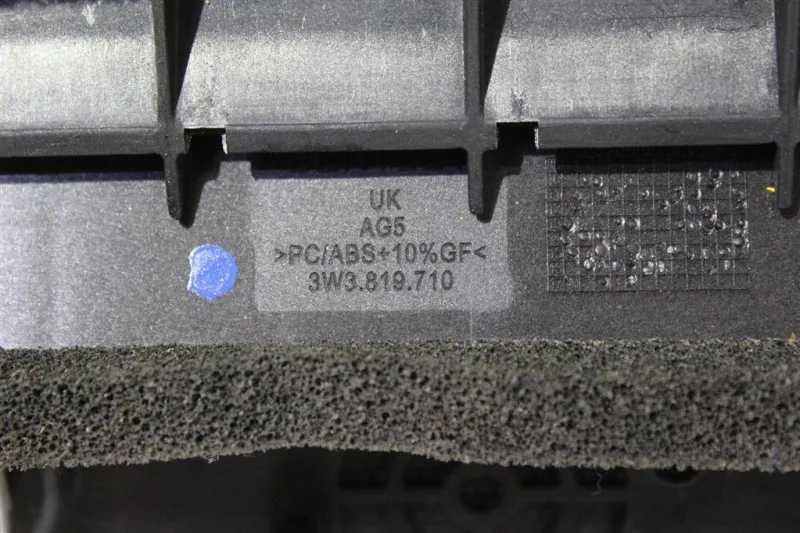 UK
AG5
>PC/ABS+10%GF<
3W3.819.710